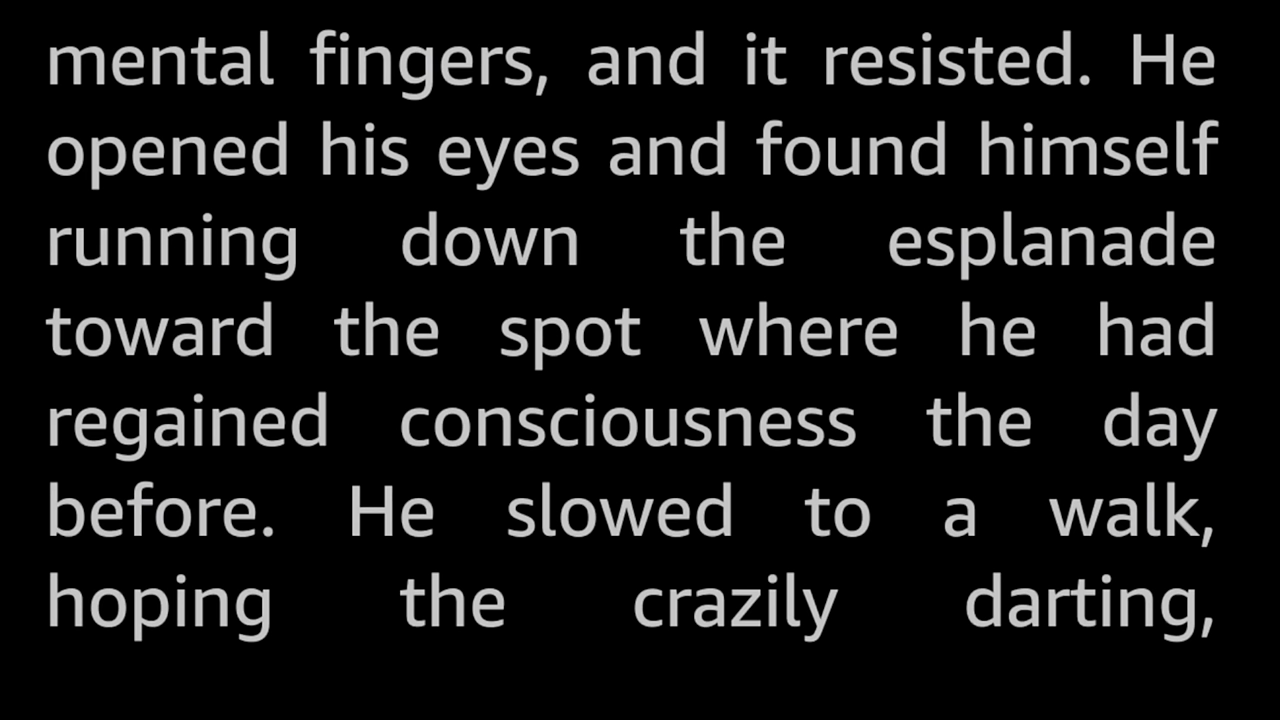 mental fingers, and it resisted. He
opened his eyes and found himself
running down the esplanade
toward the spot where he had
regained consciousness the day
before. He slowed to a walk,
hoping the crazily darting,